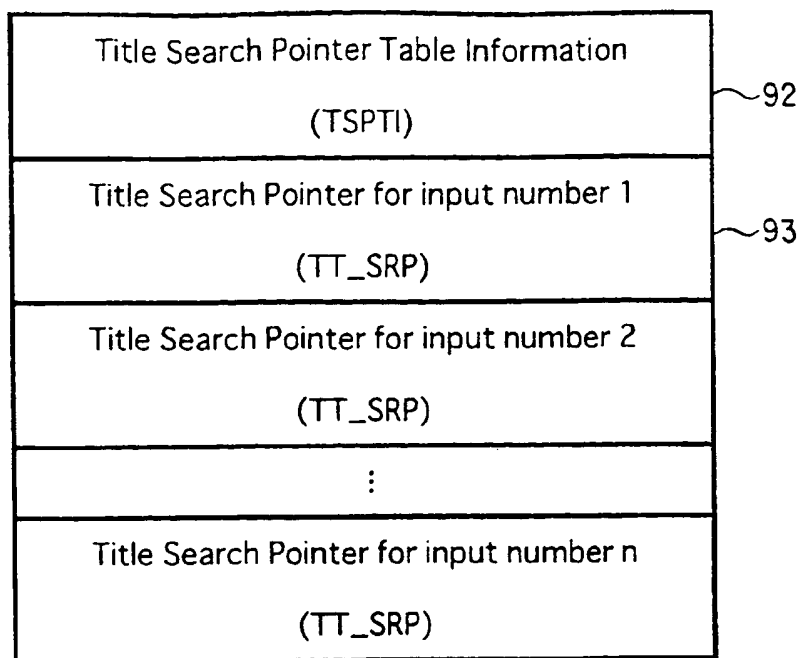 Title Search Pointer Table Information
(TSPTI)
92
Title Search Pointer for input number 1
(TT_SRP)
93
Title Search Pointer for input number 2
(TT_SRP)
⋮
Title Search Pointer for input number n
(TT_SRP)